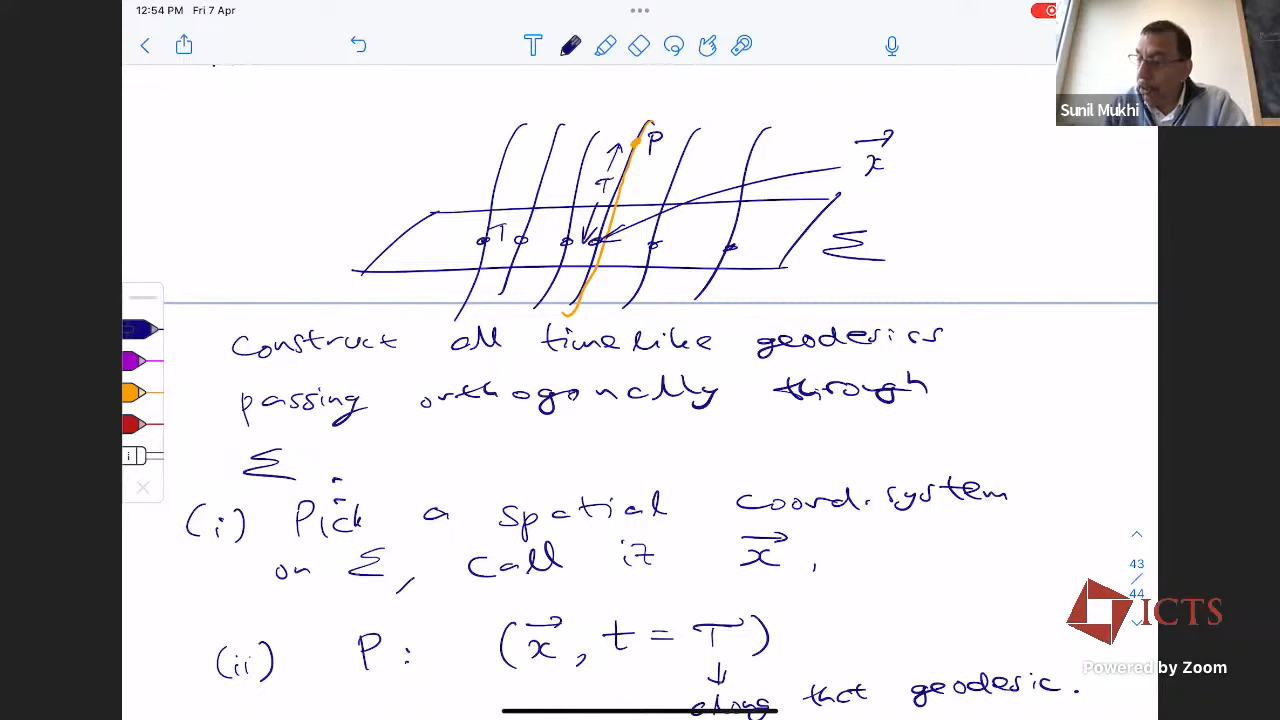 12:54 PM Fri 7 Apr
Sunil Mukhi
P
x⃗
τ
Σ
construct all timelike geodesics
passing orthogonally through
Σ.
(i) Pick a spatial coord. system
on Σ, call it x⃗,
(ii) P: (x⃗, t = τ)
↓
along that geodesic.
43
/
44
ICTS
Powered by Zoom